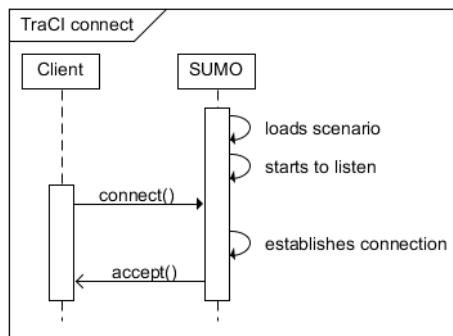 TraCI connect
Client
SUMO
loads scenario
starts to listen
connect()
establishes connection
accept()